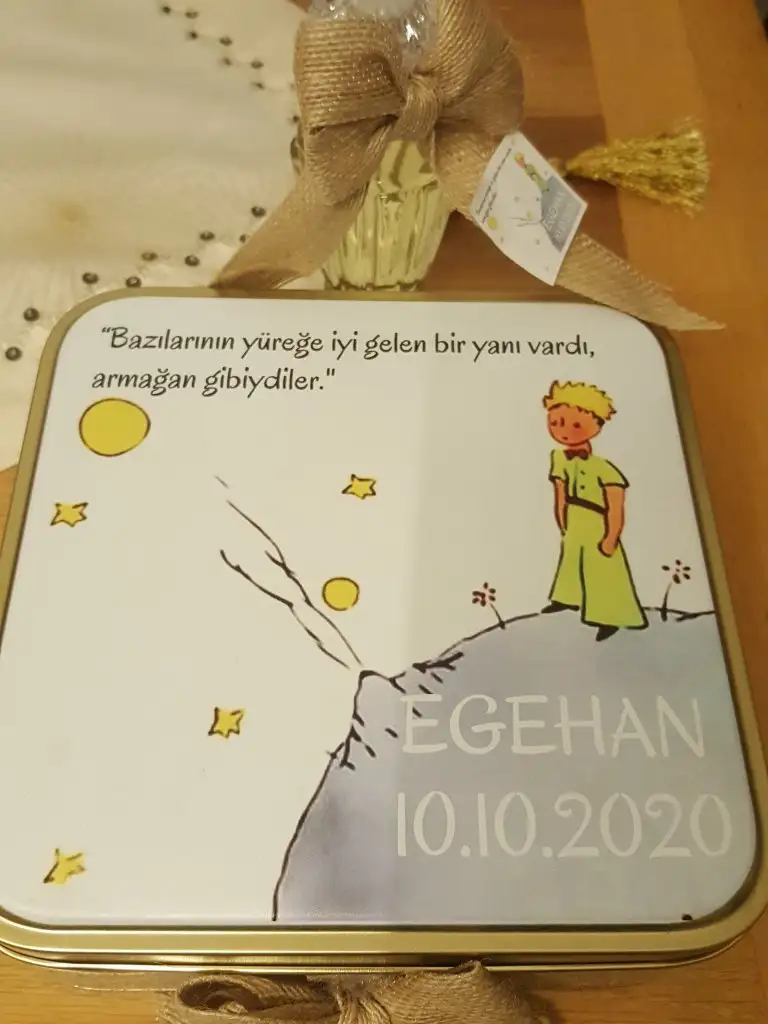 “Bazılarının yüreğe iyi gelen bir yanı vardı,
armağan gibiydiler."
EGEHAN
10.10.2020